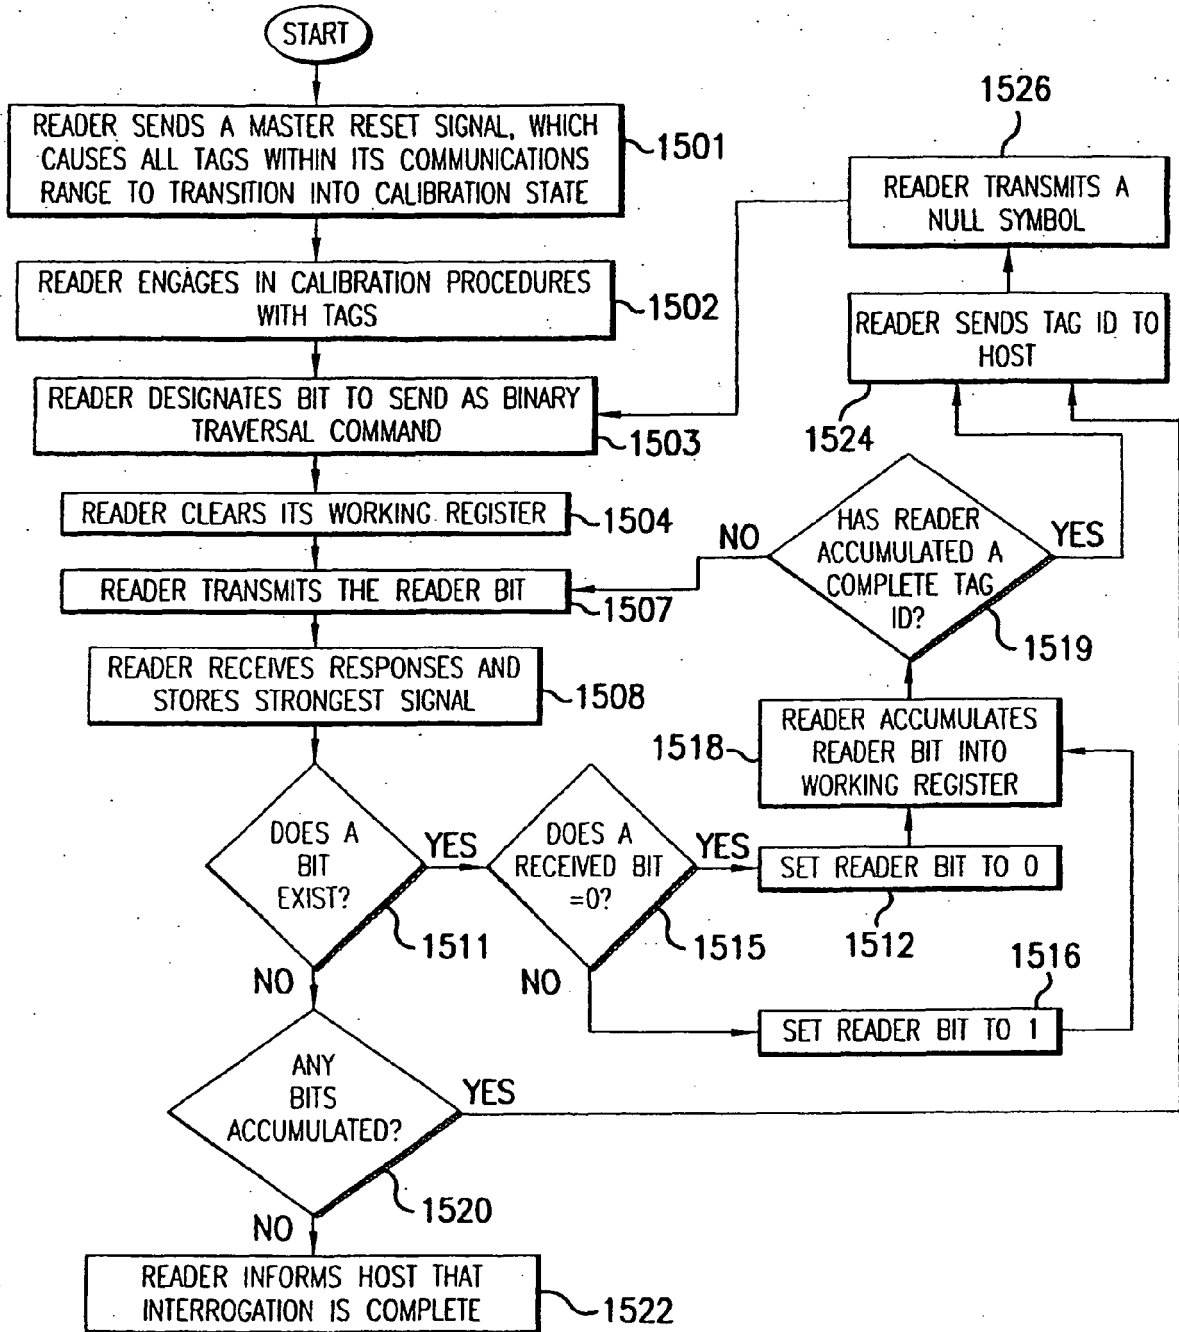 START
READER SENDS A MASTER RESET SIGNAL, WHICH
CAUSES ALL TAGS WITHIN ITS COMMUNICATIONS
RANGE TO TRANSITION INTO CALIBRATION STATE
1501
READER ENGAGES IN CALIBRATION PROCEDURES
WITH TAGS
1502
READER DESIGNATES BIT TO SEND AS BINARY
TRAVERSAL COMMAND
1503
READER CLEARS ITS WORKING REGISTER
1504
READER TRANSMITS THE READER BIT
1507
READER RECEIVES RESPONSES AND
STORES STRONGEST SIGNAL
1508
DOES A
BIT
EXIST?
1511
YES
NO
DOES A
RECEIVED BIT
=0?
1515
YES
NO
SET READER BIT TO 0
1512
SET READER BIT TO 1
1516
READER ACCUMULATES
READER BIT INTO
WORKING REGISTER
1518
HAS READER
ACCUMULATED A
COMPLETE TAG
ID?
1519
NO
YES
READER SENDS TAG ID TO
HOST
1524
READER TRANSMITS A
NULL SYMBOL
1526
ANY
BITS
ACCUMULATED?
1520
YES
NO
READER INFORMS HOST THAT
INTERROGATION IS COMPLETE
1522